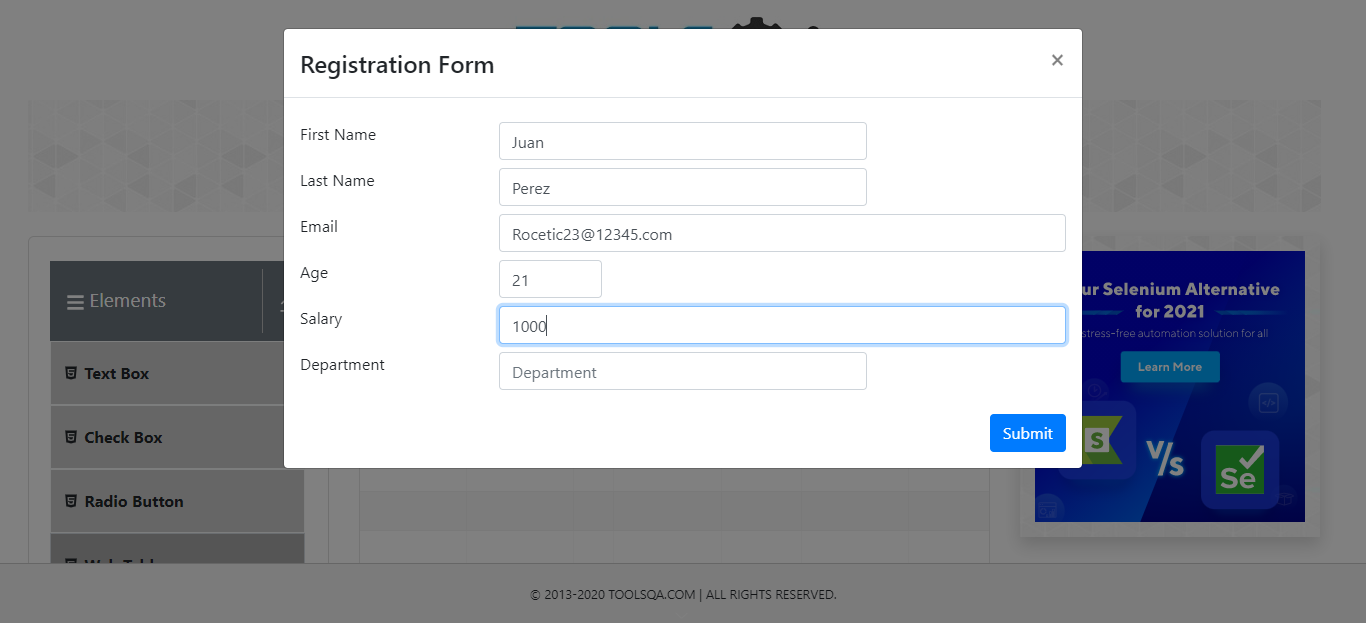 Registration Form
×
First Name
Juan
Last Name
Perez
Email
Rocetic23@12345.com
Age
21
Salary
1000
Department
Department
Submit
Elements
Text Box
Check Box
Radio Button
ur Selenium Alternative
for 2021
stress-free automation solution for all
Learn More
S
V/s
Se
© 2013-2020 TOOLSQA.COM | ALL RIGHTS RESERVED.